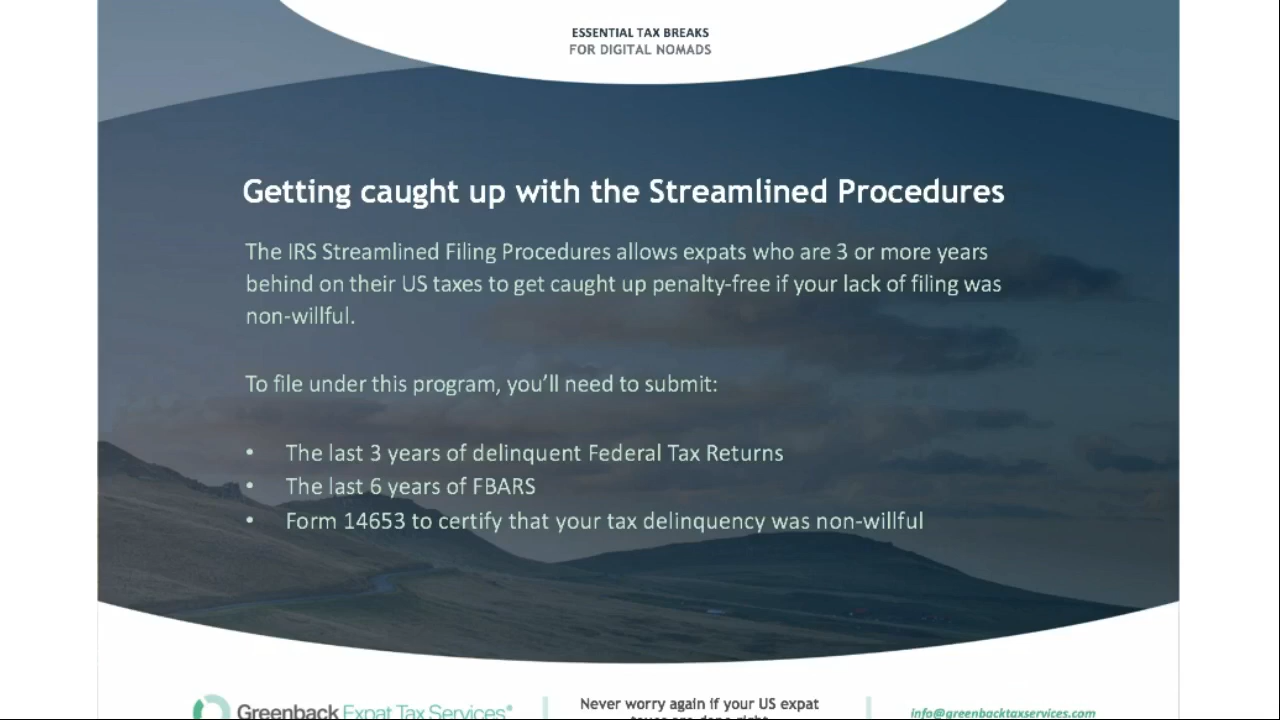 ESSENTIAL TAX BREAKS
FOR DIGITAL NOMADS
Getting caught up with the Streamlined Procedures
The IRS Streamlined Filing Procedures allows expats who are 3 or more years
behind on their US taxes to get caught up penalty-free if your lack of filing was
non-willful.
To file under this program, you’ll need to submit:
• The last 3 years of delinquent Federal Tax Returns
• The last 6 years of FBARS
• Form 14653 to certify that your tax delinquency was non-willful
Greenback Expat Tax Services®
Never worry again if your US expat
taxes are done right
info@greenbacktaxservices.com